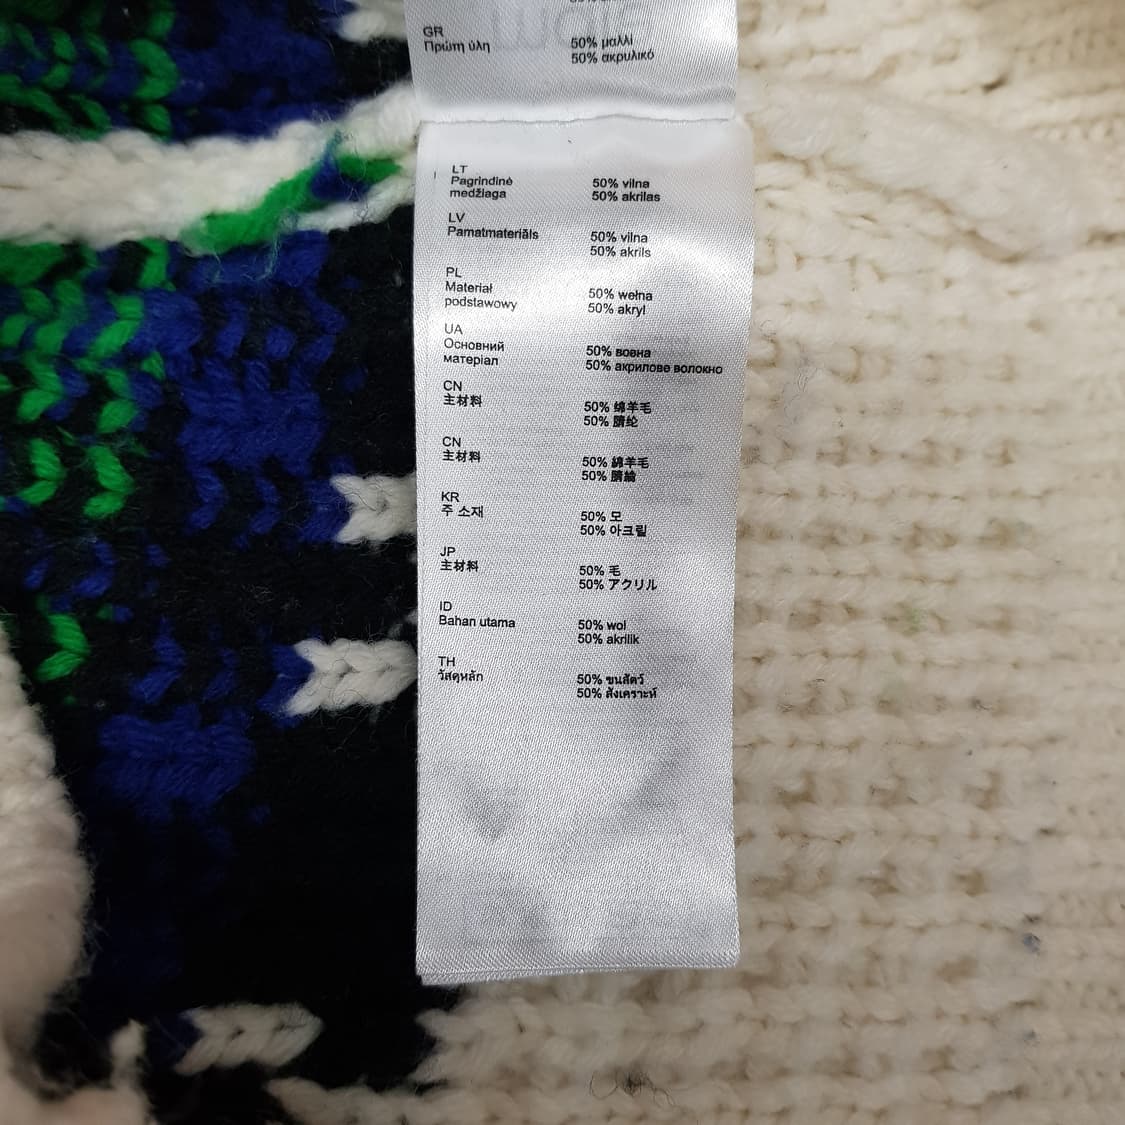 GR
Πρώτη ύλη 50% μαλλί
50% ακρυλικό
LT
Pagrindinė 50% vilna
medžiaga 50% akrilas
LV
Pamatmateriāls 50% vilna
50% akrils
PL
Materiał 50% wełna
podstawowy 50% akryl
UA
Основний 50% вовна
матеріал 50% акрилове волокно
CN
主材料 50% 绵羊毛
50% 腈纶
CN
主材料 50% 綿羊毛
50% 腈綸
KR
주 소재 50% 모
50% 아크릴
JP
主材料 50% 毛
50% アクリル
ID
Bahan utama 50% wol
50% akrilik
TH
วัสดุหลัก 50% ขนสัตว์
50% สังเคราะห์